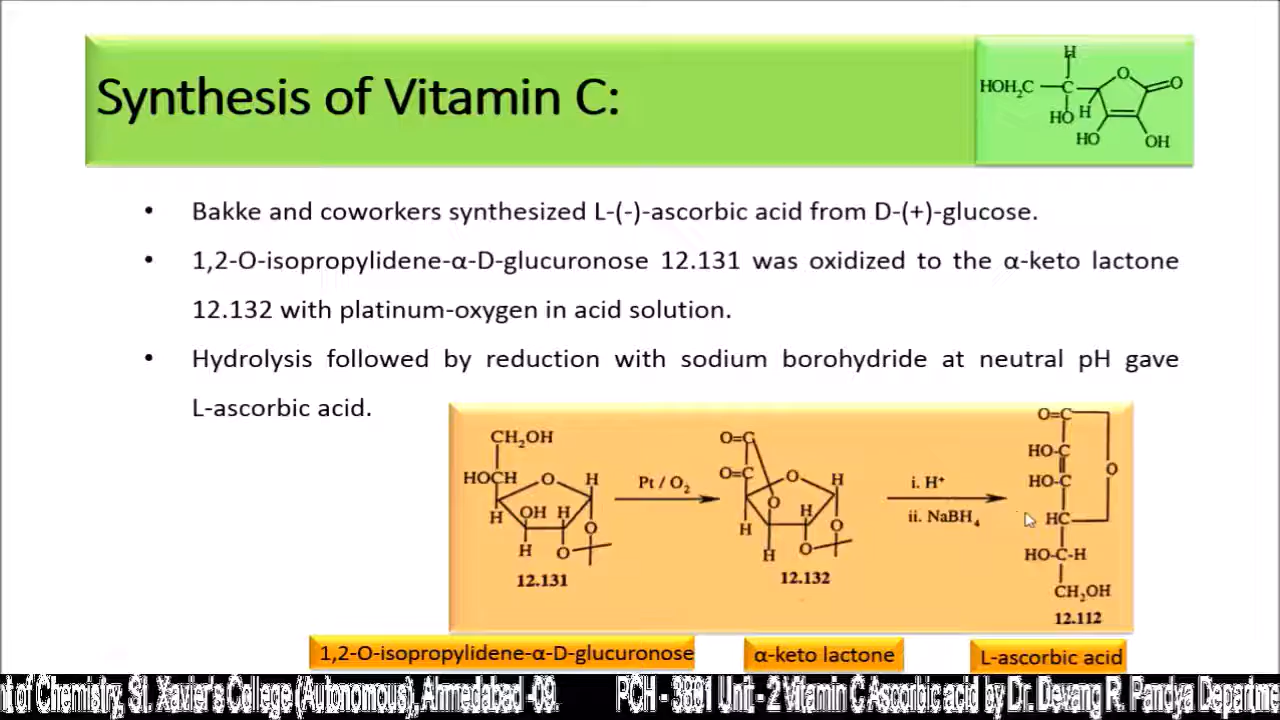 Synthesis of Vitamin C:
H
O
HOH₂C
C
O
HO
H
HO
OH
• Bakke and coworkers synthesized L-(-)-ascorbic acid from D-(+)-glucose.
• 1,2-O-isopropylidene-α-D-glucuronose 12.131 was oxidized to the α-keto lactone
12.132 with platinum-oxygen in acid solution.
• Hydrolysis followed by reduction with sodium borohydride at neutral pH gave
L-ascorbic acid.
CH₂OH
HOCH
O
H
H
OH
H
O
H
O
12.131
Pt / O₂
O=C
O=C
O
H
O
H
H
O
H
O
12.132
i. H⁺
ii. NaBH₄
O=C
HO-C
O
HO-C
HC
HO-C-H
CH₂OH
12.112
1,2-O-isopropylidene-α-D-glucuronose
α-keto lactone
L-ascorbic acid
of Chemistry, St. Xavier's College (Autonomous), Ahmedabad -09. PCH - 3801 Unit - 2 Vitamin C Ascorbic acid by Dr. Devang R. Pandya Departme